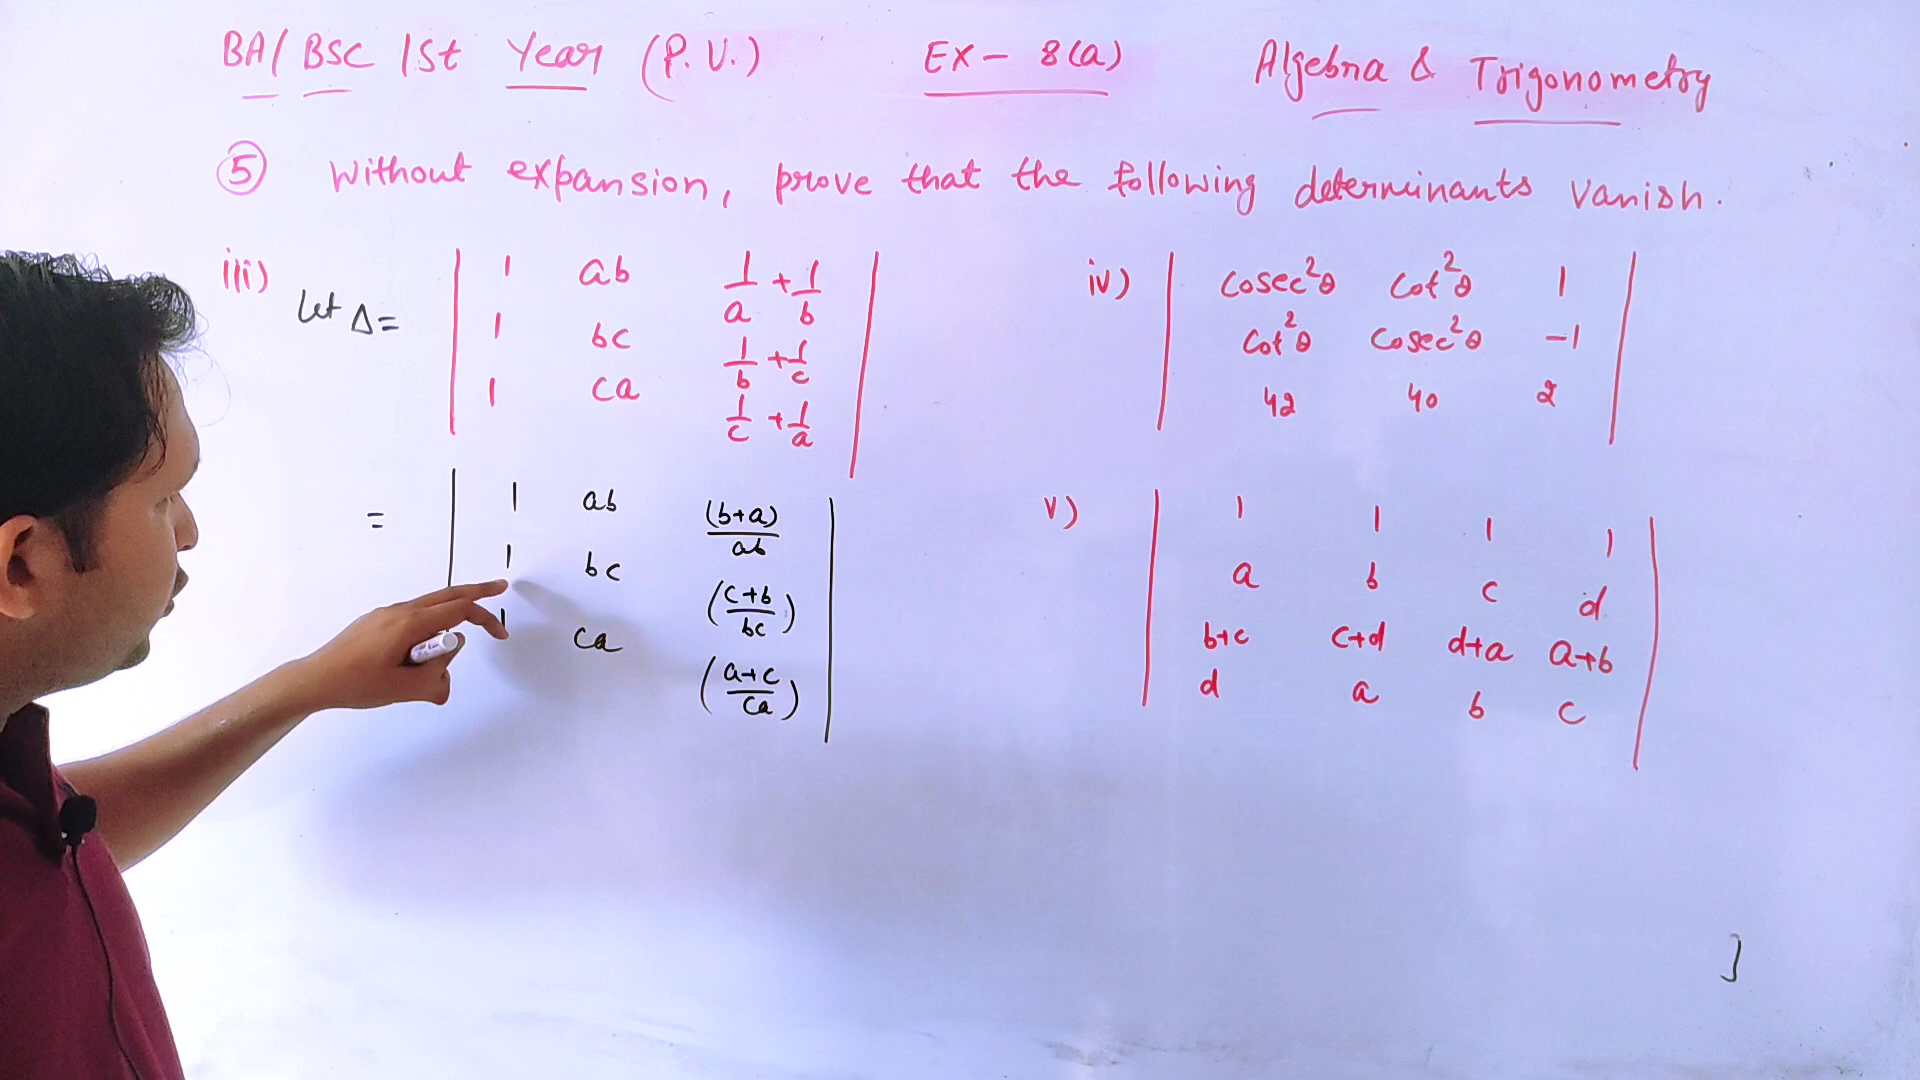 BA/ BSC 1St Year (P.U.) EX- 8(a) Algebra & Trigonometry
⑤ Without expansion, prove that the following determinants vanish.
iii) Let Δ= | 1 ab 1/a + 1/b |
| 1 bc 1/b + 1/c |
| 1 ca 1/c + 1/a |
= | 1 ab (b+a)/ab |
| 1 bc (c+b/bc) |
| 1 ca (a+c/ca) |
iv) | cosec²θ cot²θ 1 |
| cot²θ cosec²θ -1 |
| 42 40 2 |
v) | 1 1 1 1 |
| a b c d |
| b+c c+d d+a a+b |
| d a b c |
]